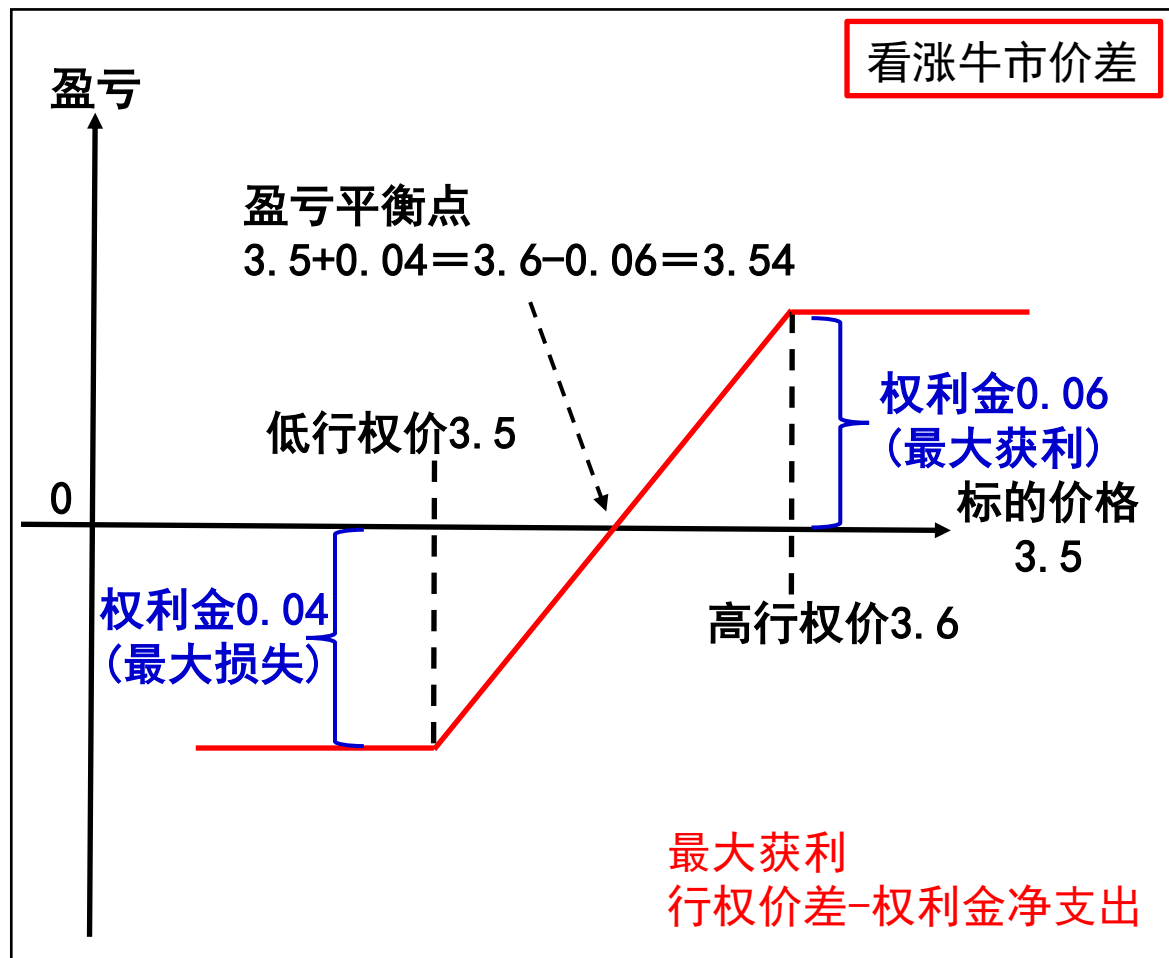 看涨牛市价差
盈亏
盈亏平衡点
3.5+0.04＝3.6-0.06＝3.54
权利金0.06
(最大获利)
低行权价3.5
0
标的价格
3.5
权利金0.04
(最大损失)
高行权价3.6
最大获利
行权价差-权利金净支出